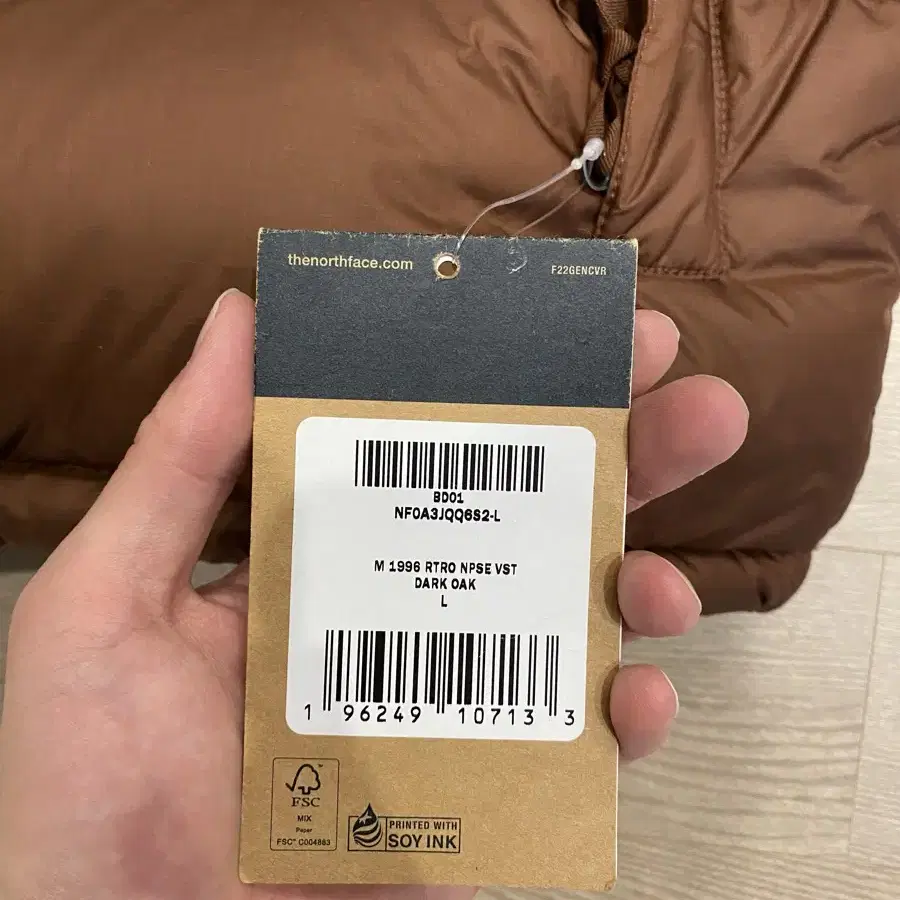 thenorthface.com
F22GENCVR
BD01
NF0A3JQQ6S2-L
M 1996 RTRO NPSE VST
DARK OAK
L
1 96249 10713 3
FSC
MIX
Paper
FSC® C004883
PRINTED WITH
SOY INK